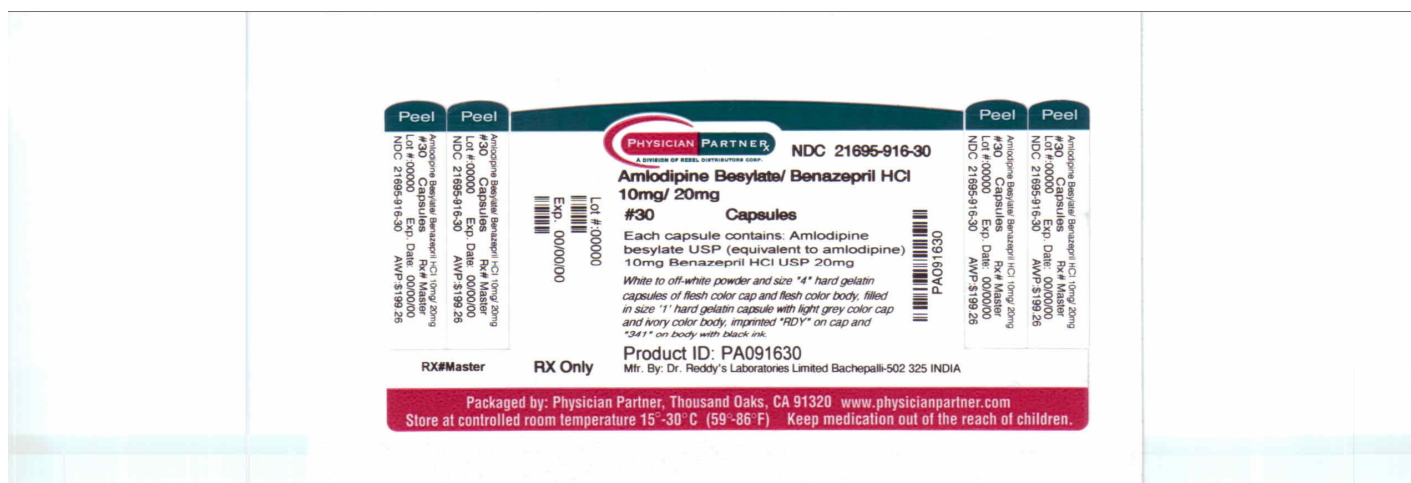 Peel
Amlodipine Besylate/ Benazepril HCl 10mg/ 20mg
#30 Capsules Rx# Master
Lot #:00000 Exp. Date: 00/00/00
NDC 21695-916-30 AWP:$199.26
Peel
Amlodipine Besylate/ Benazepril HCl 10mg/ 20mg
#30 Capsules Rx# Master
Lot #:00000 Exp. Date: 00/00/00
NDC 21695-916-30 AWP:$199.26
RX#Master
Lot #:00000
Exp. 00/00/00
RX Only
PHYSICIAN PARTNER Rx
A DIVISION OF REBEL DISTRIBUTORS CORP.
NDC 21695-916-30
Amlodipine Besylate/ Benazepril HCl
10mg/ 20mg
#30 Capsules
Each capsule contains: Amlodipine
besylate USP (equivalent to amlodipine)
10mg Benazepril HCl USP 20mg
White to off-white powder and size "4" hard gelatin
capsules of flesh color cap and flesh color body, filled
in size '1' hard gelatin capsule with light grey color cap
and ivory color body, imprinted "RDY" on cap and
"341" on body with black ink.
Product ID: PA091630
Mfr. By: Dr. Reddy's Laboratories Limited Bachepalli-502 325 INDIA
PA091630
Peel
Amlodipine Besylate/ Benazepril HCl 10mg/ 20mg
#30 Capsules Rx# Master
Lot #:00000 Exp. Date: 00/00/00
NDC 21695-916-30 AWP:$199.26
Peel
Amlodipine Besylate/ Benazepril HCl 10mg/ 20mg
#30 Capsules Rx# Master
Lot #:00000 Exp. Date: 00/00/00
NDC 21695-916-30 AWP:$199.26
Packaged by: Physician Partner, Thousand Oaks, CA 91320 www.physicianpartner.com
Store at controlled room temperature 15°-30°C (59°-86°F) Keep medication out of the reach of children.